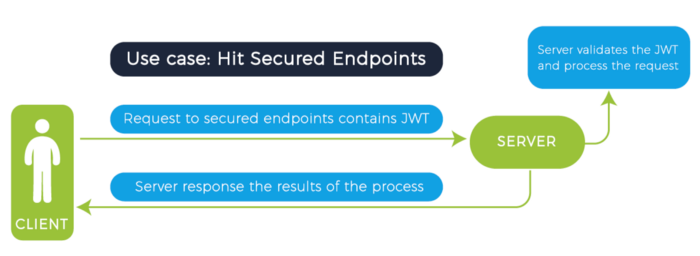 Use case: Hit Secured Endpoints
Server validates the JWT
and process the request
Request to secured endpoints contains JWT
SERVER
Server response the results of the process
CLIENT